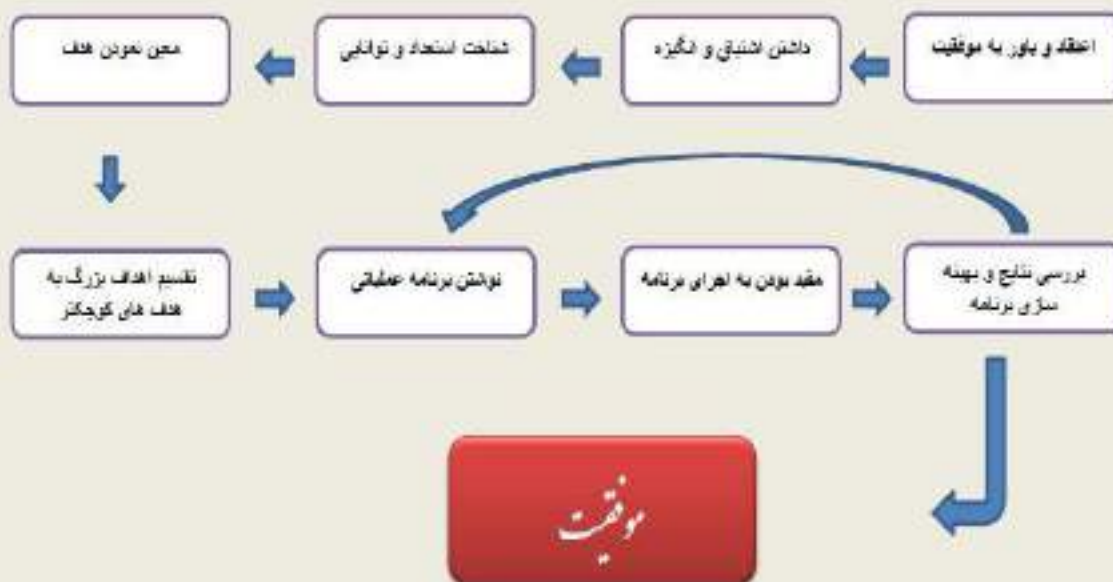 اعتقاد و باور به موفقیت
داشتن اشتیاق و انگیزه
شناخت استعداد و توانایی
معین نمودن هدف
تقسیم اهداف بزرگ به
هدف های کوچکتر
نوشتن برنامه عملیاتی
مقید بودن به اجرای برنامه
بررسی نتایج و بهینه
سازی برنامه
موفقیت